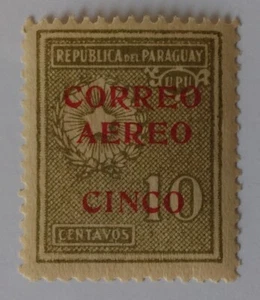 REPUBLICA DEL PARAGUAY
U.P.U.
CORREO
AEREO
CINCO
10
CENTAVOS